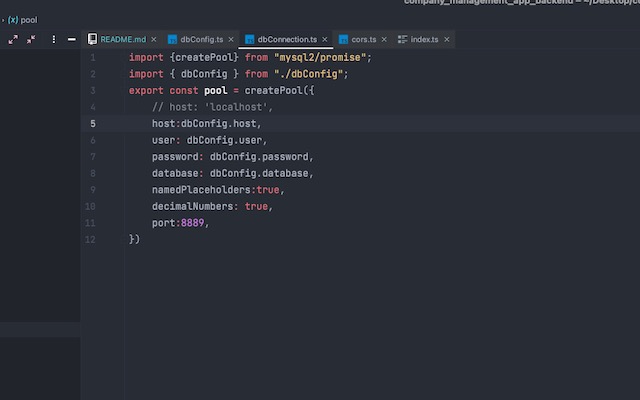 company_management_app_backend – ~/Desktop/co
› (x) pool
README.md × dbConfig.ts × dbConnection.ts × cors.ts × index.ts ×
1 import {createPool} from "mysql2/promise";
2 import { dbConfig } from "./dbConfig";
3 export const pool = createPool({
4 // host: 'localhost',
5 host:dbConfig.host,
6 user: dbConfig.user,
7 password: dbConfig.password,
8 database: dbConfig.database,
9 namedPlaceholders:true,
10 decimalNumbers: true,
11 port:8889,
12 })